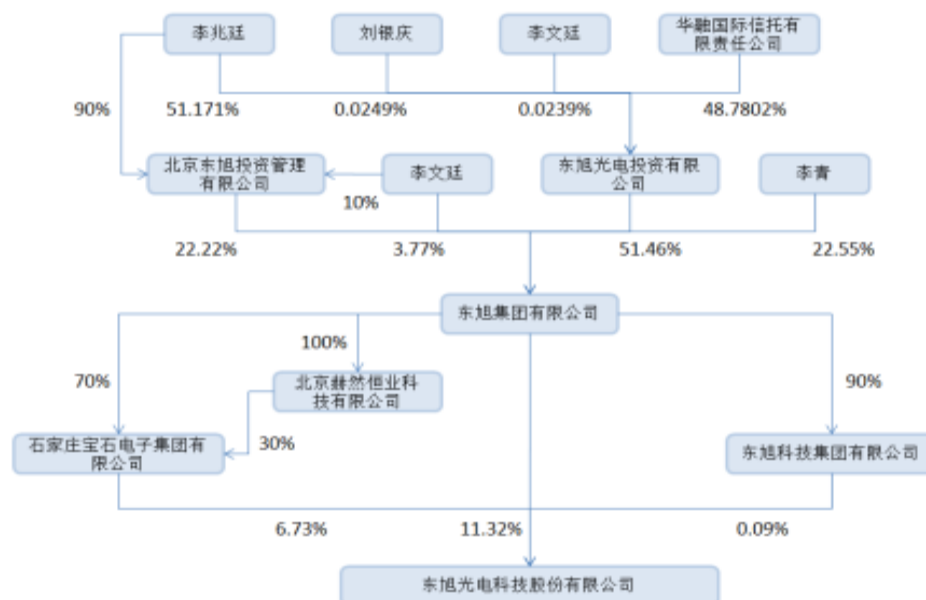 李兆廷
刘银庆
李文廷
华融国际信托有
限责任公司
90%
51.171%
0.0249%
0.0239%
48.7802%
北京东旭投资管理
有限公司
10%
李文廷
东旭光电投资有限
公司
李青
22.22%
3.77%
51.46%
22.55%
东旭集团有限公司
70%
100%
90%
北京赫然恒业科
技有限公司
30%
石家庄宝石电子集团有
限公司
东旭科技集团有限公司
6.73%
11.32%
0.09%
东旭光电科技股份有限公司